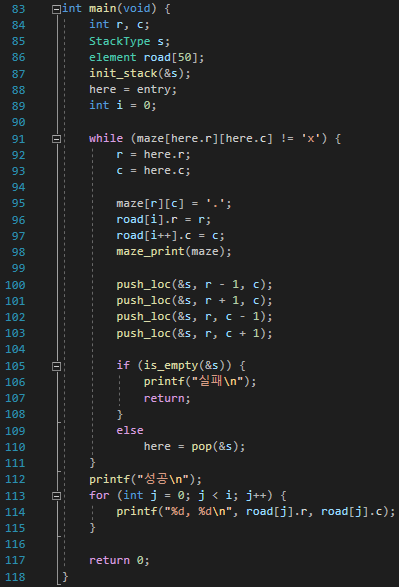 83 int main(void) {
84 int r, c;
85 StackType s;
86 element road[50];
87 init_stack(&s);
88 here = entry;
89 int i = 0;
90
91 while (maze[here.r][here.c] != 'x') {
92 r = here.r;
93 c = here.c;
94
95 maze[r][c] = '.';
96 road[i].r = r;
97 road[i++].c = c;
98 maze_print(maze);
99
100 push_loc(&s, r - 1, c);
101 push_loc(&s, r + 1, c);
102 push_loc(&s, r, c - 1);
103 push_loc(&s, r, c + 1);
104
105 if (is_empty(&s)) {
106 printf("실패\n");
107 return;
108 }
109 else
110 here = pop(&s);
111 }
112 printf("성공\n");
113 for (int j = 0; j < i; j++) {
114 printf("%d, %d\n", road[j].r, road[j].c);
115 }
116
117 return 0;
118 }